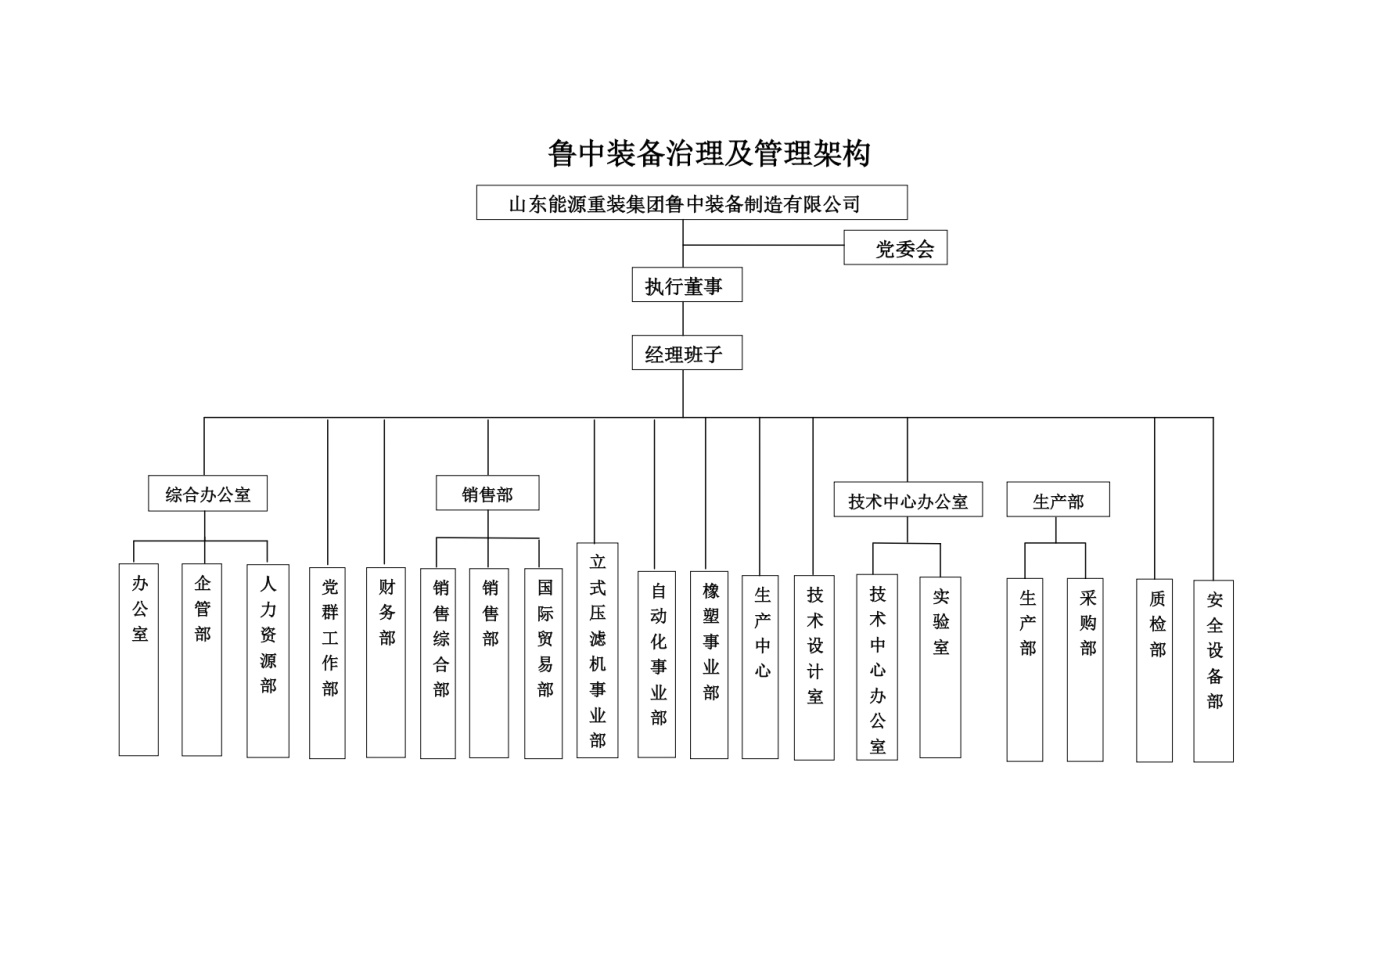 鲁中装备治理及管理架构
山东能源重装集团鲁中装备制造有限公司
党委会
执行董事
经理班子
综合办公室
销售部
技术中心办公室
生产部
办公室
企管部
人力资源部
党群工作部
财务部
销售综合部
销售部
国际贸易部
立式压滤机事业部
自动化事业部
橡塑事业部
生产中心
技术设计室
技术中心办公室
实验室
生产部
采购部
质检部
安全设备部